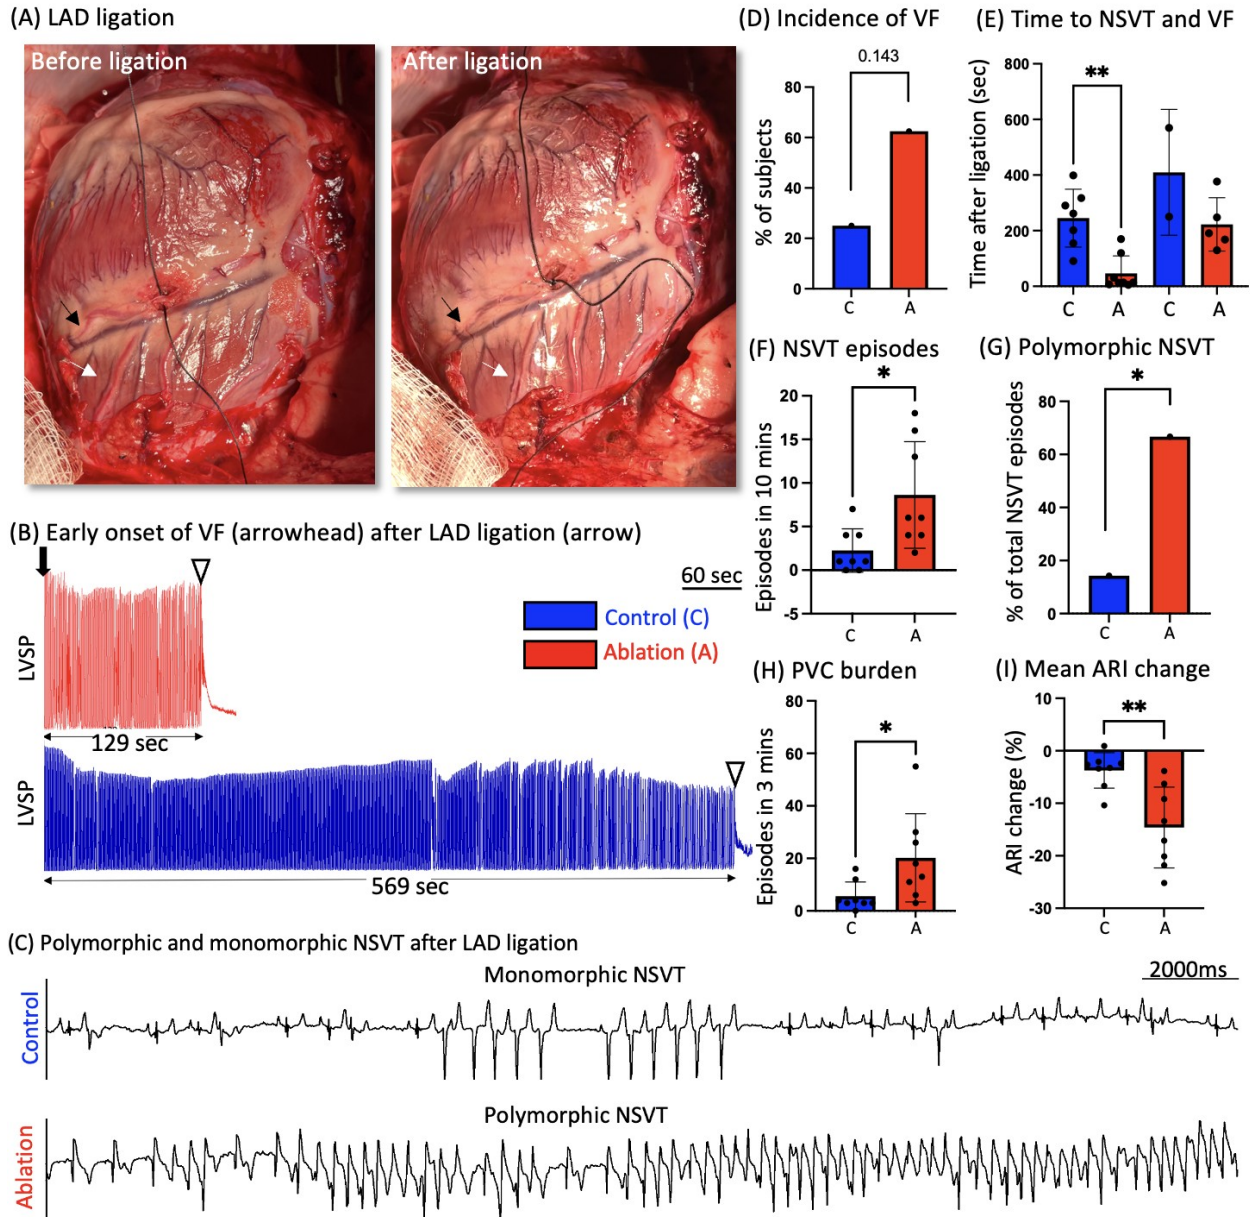 (A) LAD ligation
Before ligation
After ligation
(B) Early onset of VF (arrowhead) after LAD ligation (arrow)
60 sec
Control (C)
Ablation (A)
LVSP
129 sec
LVSP
569 sec
(C) Polymorphic and monomorphic NSVT after LAD ligation
Monomorphic NSVT
2000ms
Control
Polymorphic NSVT
Ablation
(D) Incidence of VF
0.143
% of subjects
80
60
40
20
0
C A
(E) Time to NSVT and VF
**
Time after ligation (sec)
800
600
400
200
0
C A C A
(F) NSVT episodes
*
Episodes in 10 mins
20
15
10
5
0
-5
C A
(G) Polymorphic NSVT
*
% of total NSVT episodes
80
60
40
20
0
C A
(H) PVC burden
*
Episodes in 3 mins
80
60
40
20
0
C A
(I) Mean ARI change
**
ARI change (%)
10
0
-10
-20
-30
C A